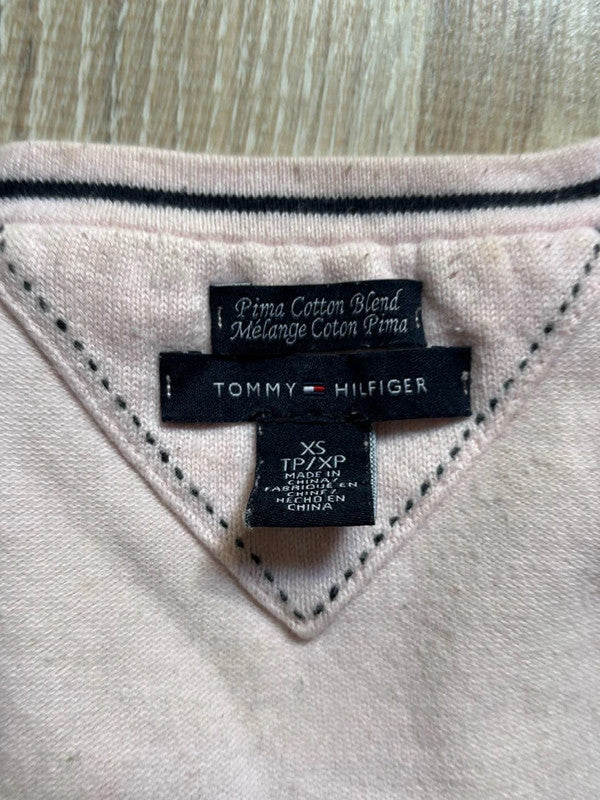 Pima Cotton Blend
Mélange Coton Pima
TOMMY HILFIGER
XS
TP/XP
MADE IN
CHINA/
FABRIQUÉ EN
CHINE/
HECHO EN
CHINA